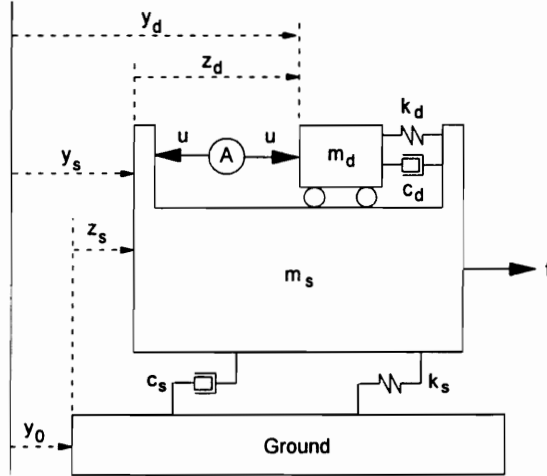 y_d
z_d
k_d
u
A
u
m_d
y_s
c_d
z_s
m_s
c_s
k_s
y_0
Ground